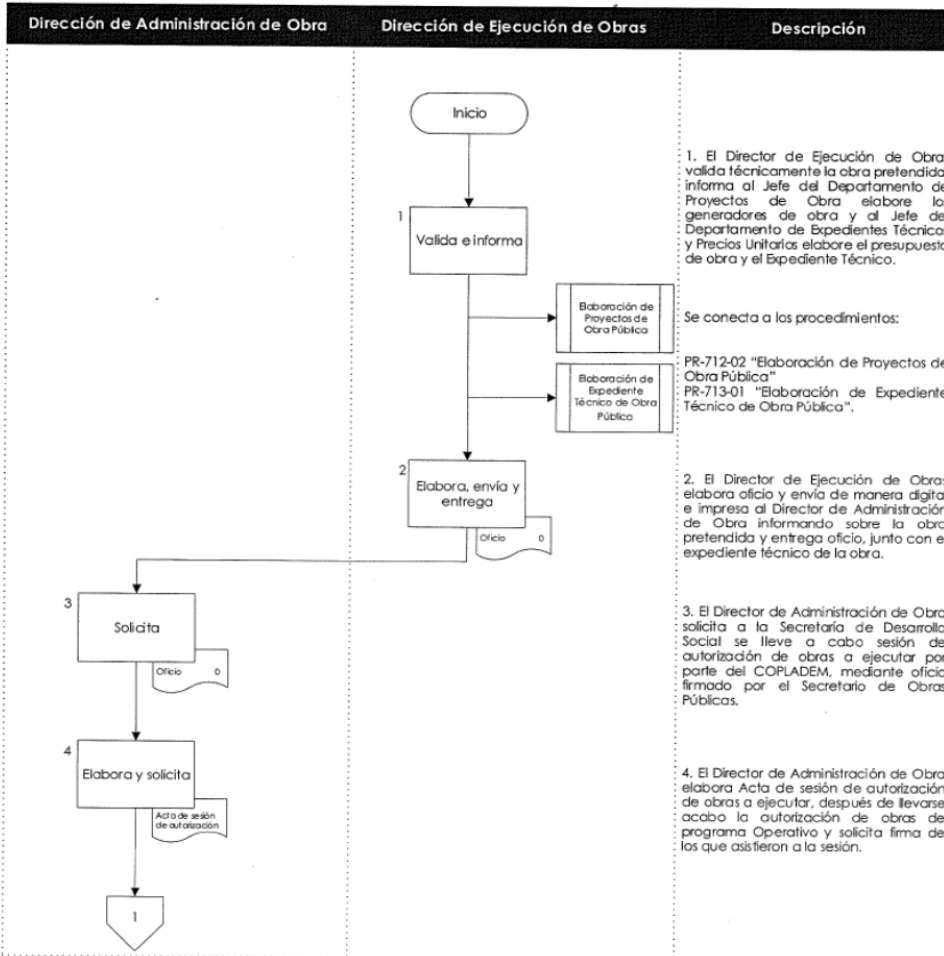 Dirección de Administración de Obra
Dirección de Ejecución de Obras
Descripción
Inicio
1
Valida e informa
1. El Director de Ejecución de Obra
valida técnicamente la obra pretendida
informa al Jefe del Departamento de
Proyectos de Obra elabore lo
generadores de obra y al Jefe de
Departamento de Expedientes Técnico
y Precios Unitarios elabore el presupuest
de obra y el Expediente Técnico.
Elaboración de
Proyectos de
Obra Pública
Se conecta a los procedimientos:
Elaboración de
Expediente
Técnico de Obra
Pública
PR-712-02 "Elaboración de Proyectos de
Obra Pública"
PR-713-01 "Elaboración de Expediente
Técnico de Obra Pública".
2
Elabora, envía y
entrega
Oficio 0
2. El Director de Ejecución de Obra
elabora oficio y envía de manera digita
e impresa al Director de Administración
de Obra informando sobre la obra
pretendida y entrega oficio, junto con e
expediente técnico de la obra.
3
Solicita
Oficio 0
3. El Director de Administración de Obra
solicita a la Secretaría de Desarrollo
Social se lleve a cabo sesión de
autorización de obras a ejecutar por
parte del COPLADEM, mediante oficio
firmado por el Secretario de Obras
Públicas.
4
Elabora y solicita
Acta de sesión
de autorización
4. El Director de Administración de Obra
elabora Acta de sesión de autorización
de obras a ejecutar, después de llevarse
acabo la autorización de obras de
programa Operativo y solicita firma de
los que asistieron a la sesión.
1